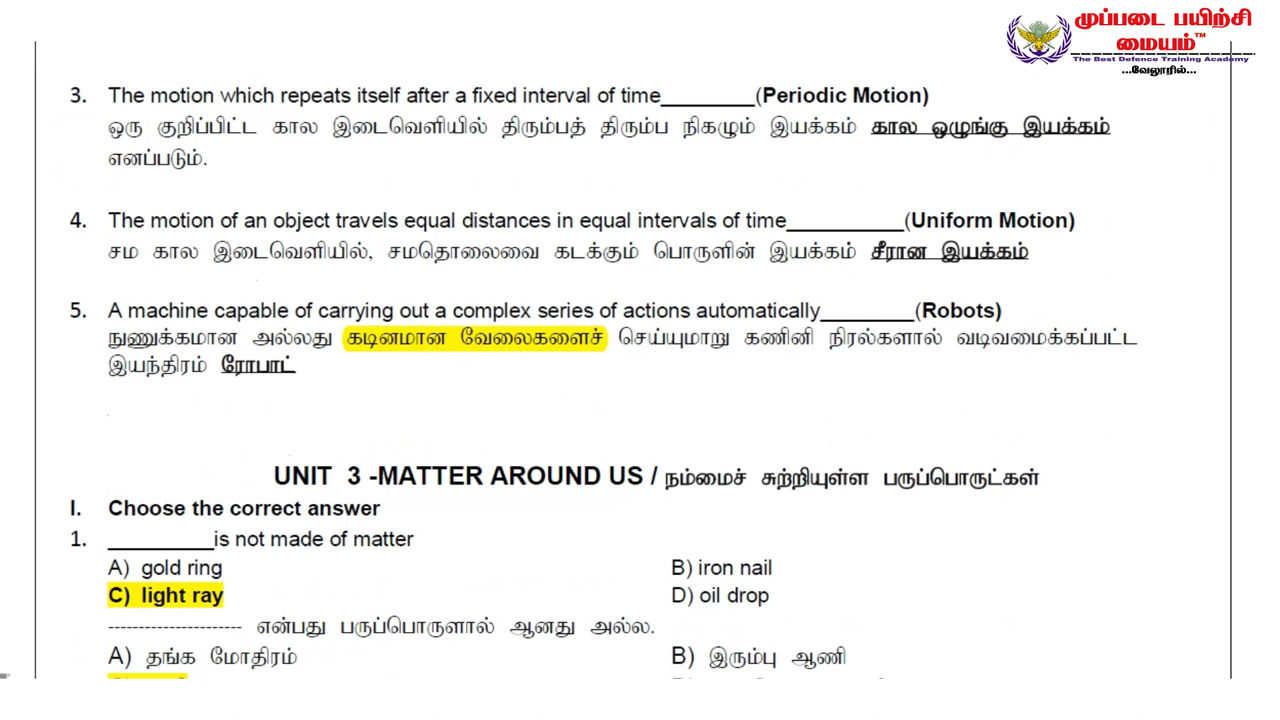 முப்படை பயிற்சி
மையம்™
The Best Defence Training Academy
...வேலூரில்...
3. The motion which repeats itself after a fixed interval of time________(Periodic Motion)
ஒரு குறிப்பிட்ட கால இடைவெளியில் திரும்பத் திரும்ப நிகழும் இயக்கம் கால ஒழுங்கு இயக்கம்
எனப்படும்.
4. The motion of an object travels equal distances in equal intervals of time__________(Uniform Motion)
சம கால இடைவெளியில், சமதொலைவை கடக்கும் பொருளின் இயக்கம் சீரான இயக்கம்
5. A machine capable of carrying out a complex series of actions automatically________(Robots)
நுணுக்கமான அல்லது கடினமான வேலைகளைச் செய்யுமாறு கணினி நிரல்களால் வடிவமைக்கப்பட்ட
இயந்திரம் ரோபாட்
UNIT 3 -MATTER AROUND US / நம்மைச் சுற்றியுள்ள பருப்பொருட்கள்
I. Choose the correct answer
1. _________is not made of matter
A) gold ring B) iron nail
C) light ray D) oil drop
---------------------- என்பது பருப்பொருளால் ஆனது அல்ல.
A) தங்க மோதிரம் B) இரும்பு ஆணி